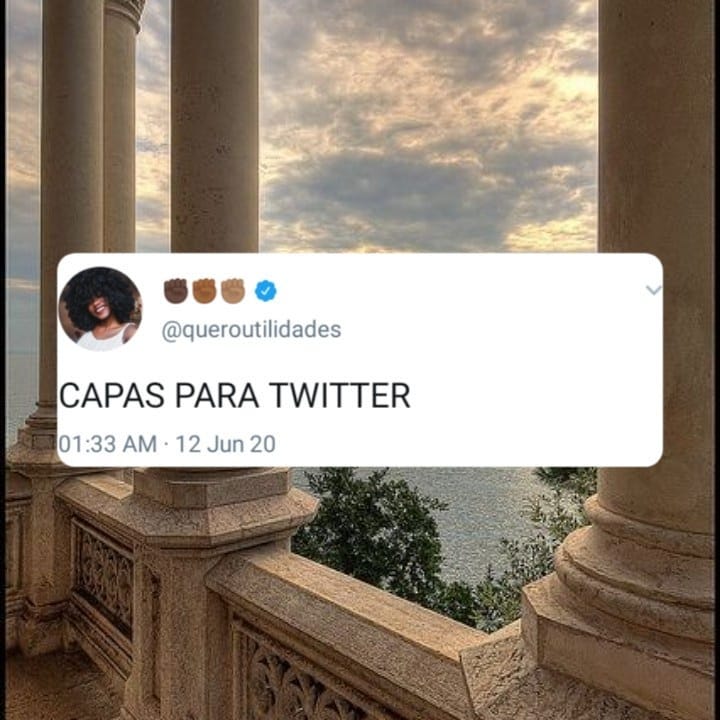 ✊🏿✊🏾✊🏽
@queroutilidades
CAPAS PARA TWITTER
01:33 AM · 12 Jun 20